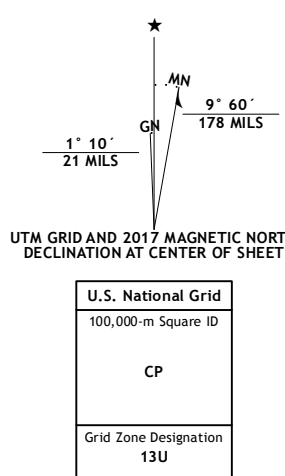 ★
MN
GN
9° 60´
178 MILS
1° 10´
21 MILS
UTM GRID AND 2017 MAGNETIC NORT
DECLINATION AT CENTER OF SHEET
U.S. National Grid
100,000-m Square ID
CP
Grid Zone Designation
13U